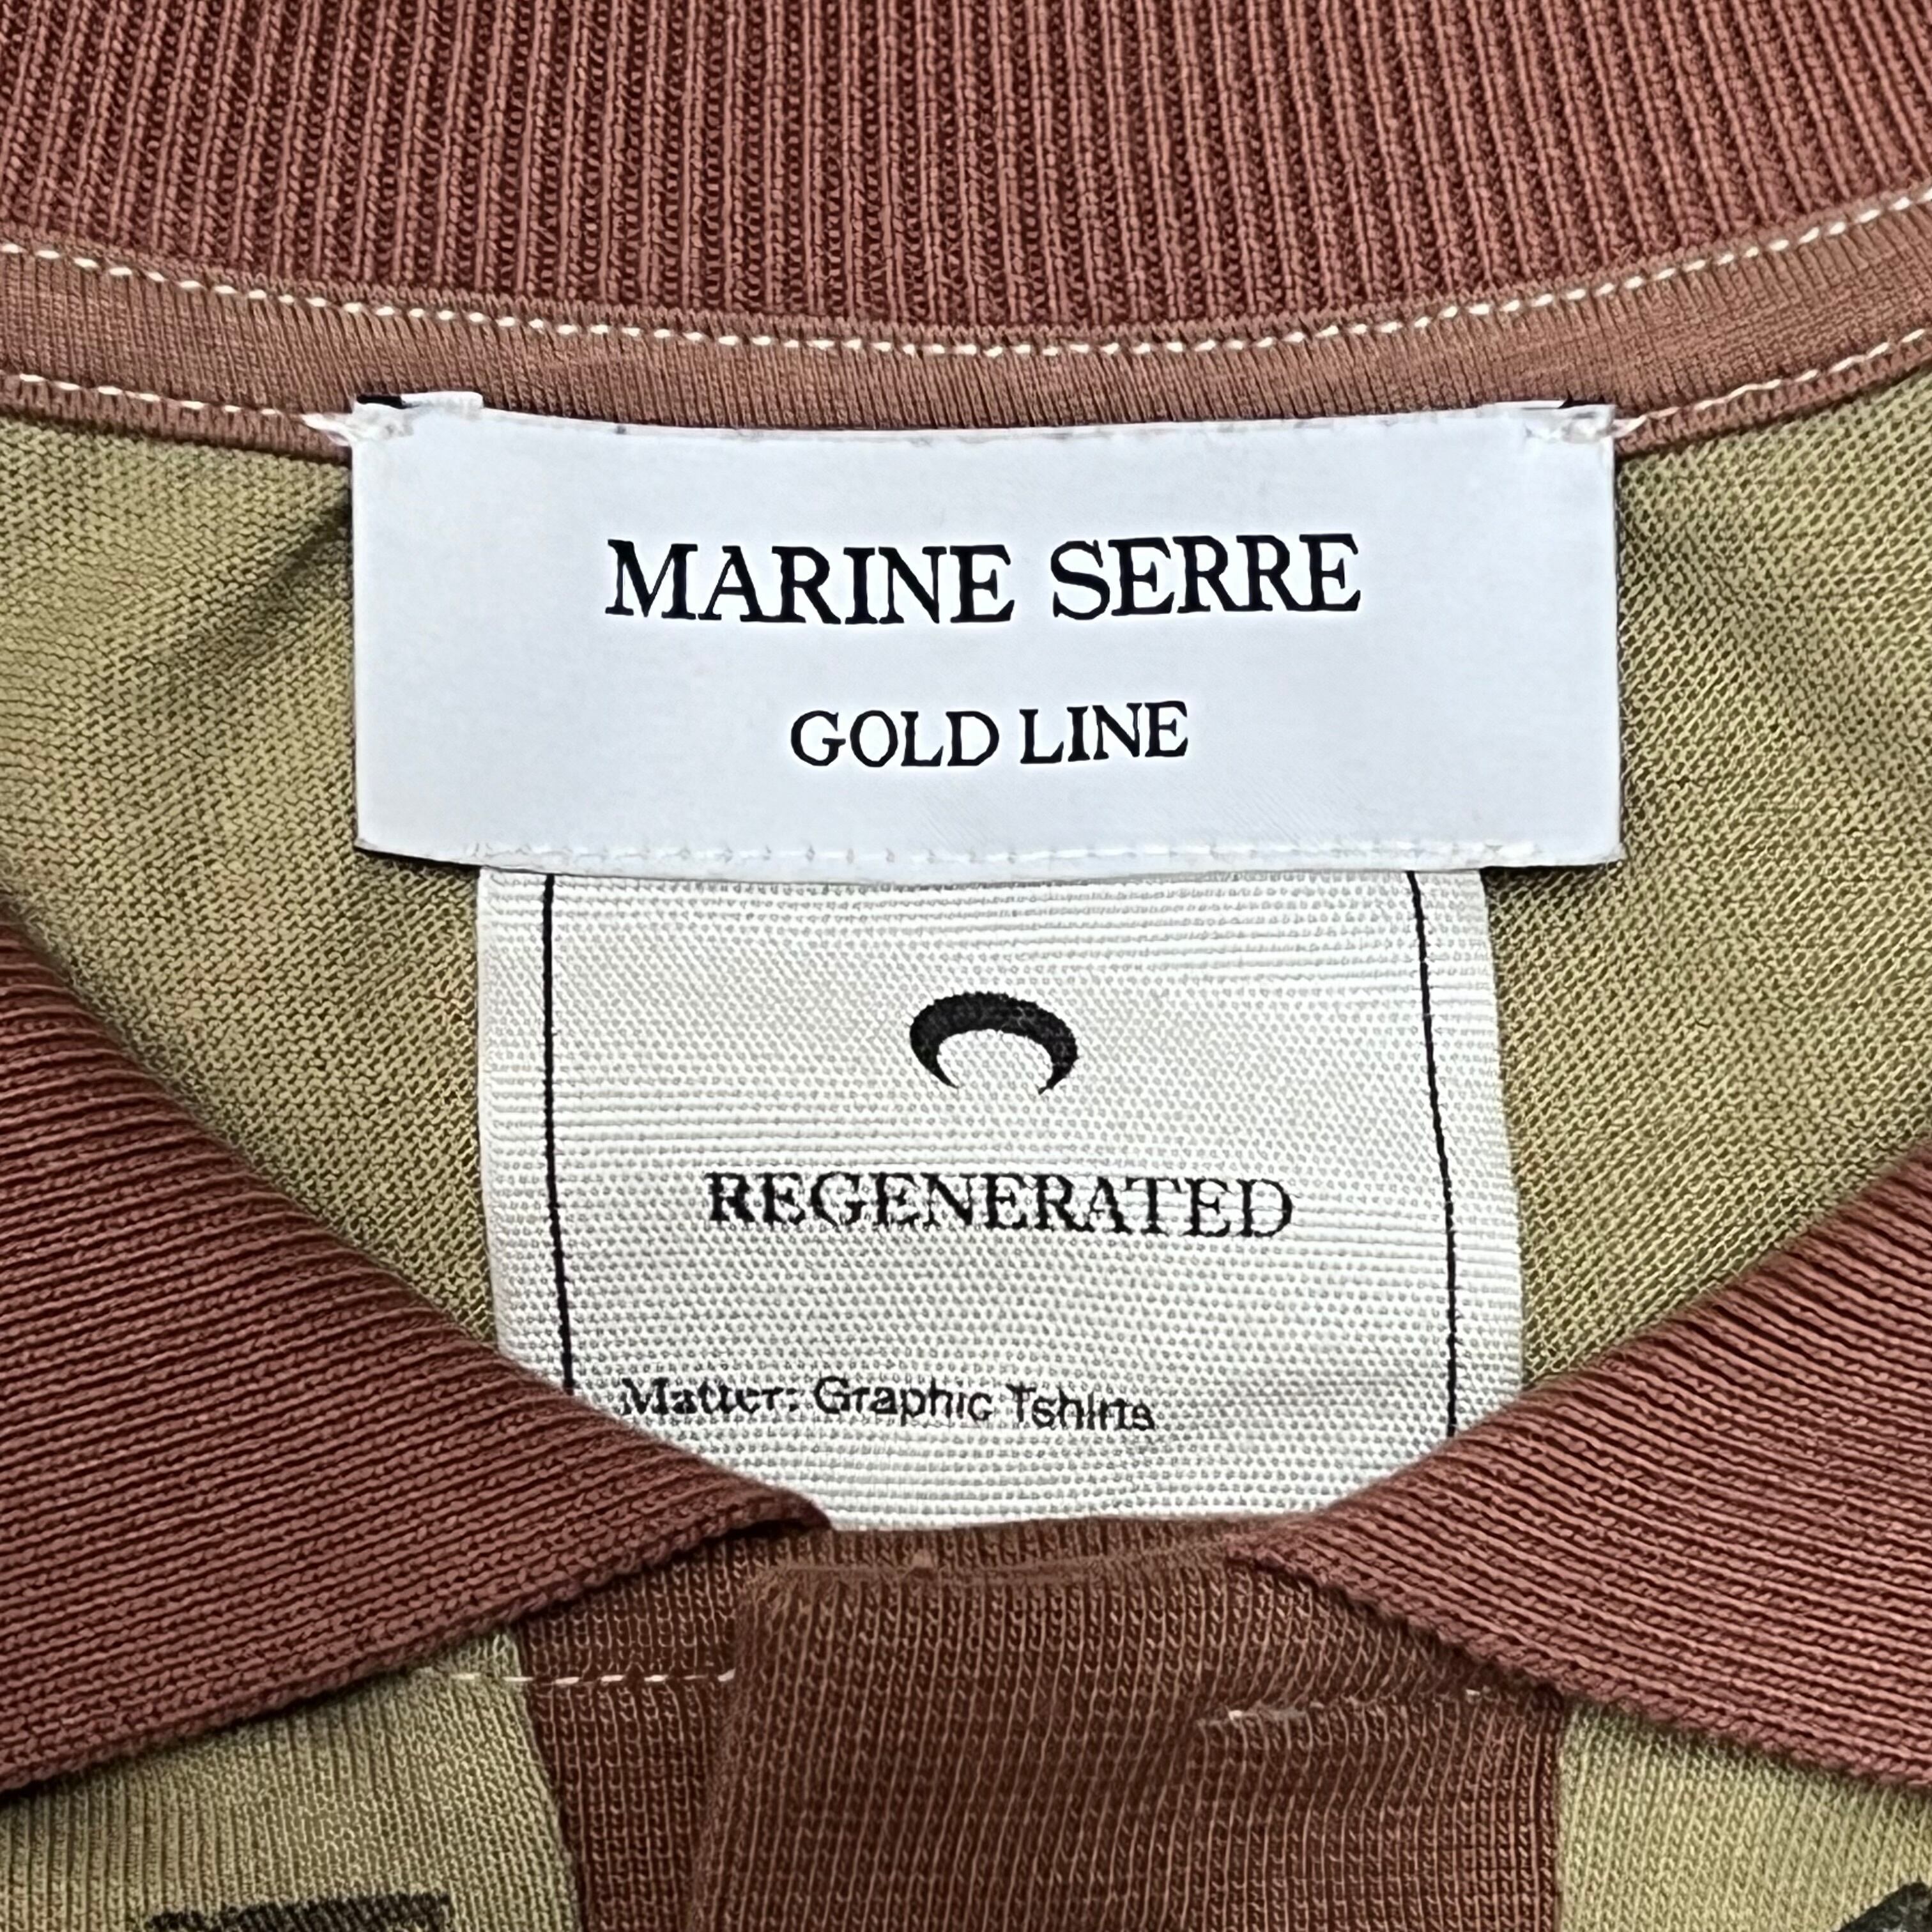 MARINE SERRE
GOLD LINE
REGENERATED
Matter: Graphic Tshirts